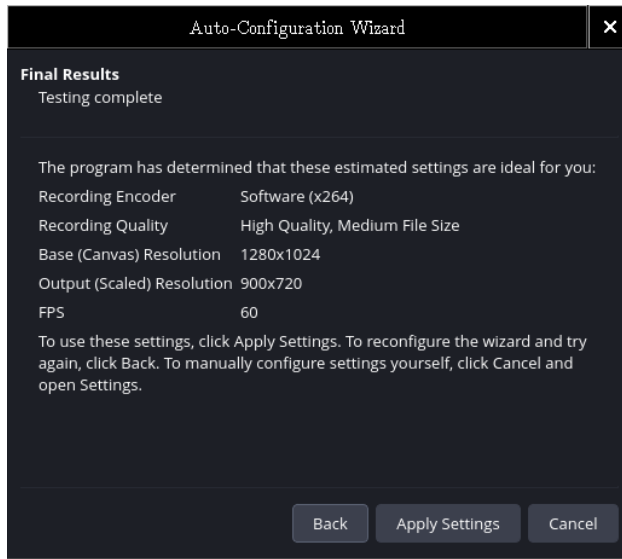 Auto-Configuration Wizard
Final Results
Testing complete
The program has determined that these estimated settings are ideal for you:
Recording Encoder Software (x264)
Recording Quality High Quality, Medium File Size
Base (Canvas) Resolution 1280x1024
Output (Scaled) Resolution 900x720
FPS 60
To use these settings, click Apply Settings. To reconfigure the wizard and try
again, click Back. To manually configure settings yourself, click Cancel and
open Settings.
Back Apply Settings Cancel